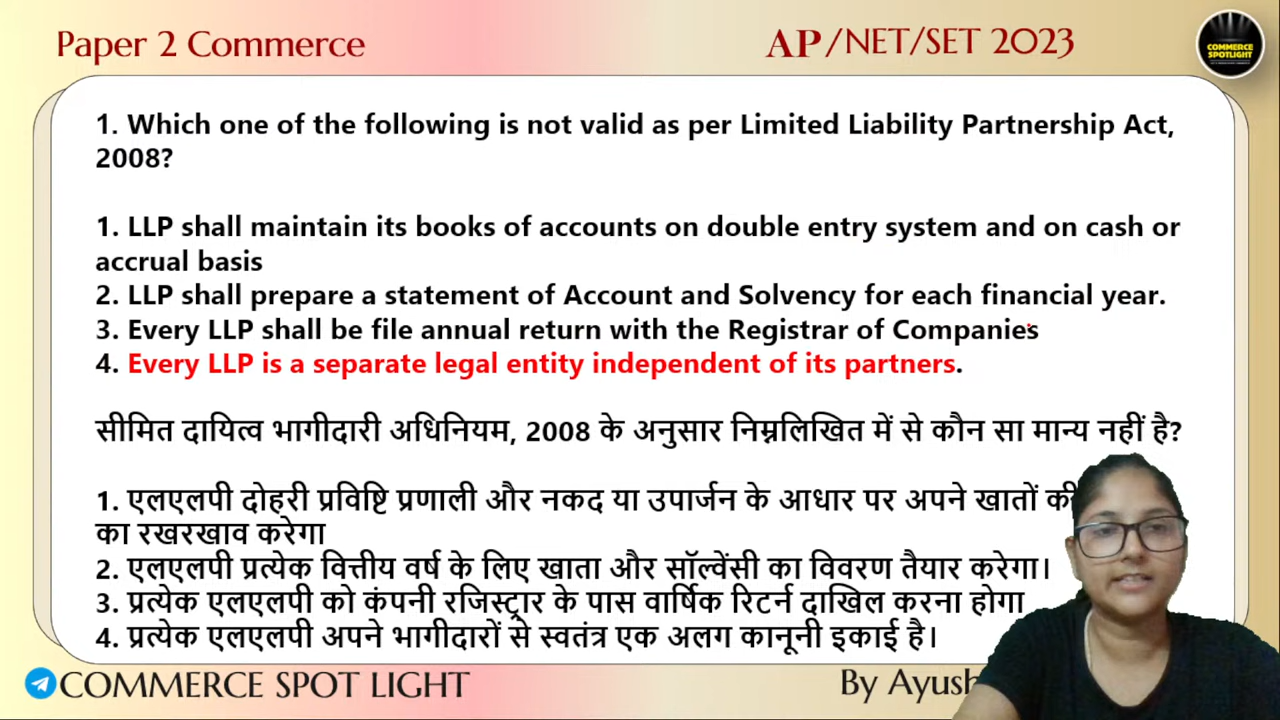 Paper 2 Commerce
AP/NET/SET 2023
COMMERCE
SPOTLIGHT
1. Which one of the following is not valid as per Limited Liability Partnership Act,
2008?
1. LLP shall maintain its books of accounts on double entry system and on cash or
accrual basis
2. LLP shall prepare a statement of Account and Solvency for each financial year.
3. Every LLP shall be file annual return with the Registrar of Companies
4. Every LLP is a separate legal entity independent of its partners.
सीमित दायित्व भागीदारी अधिनियम, 2008 के अनुसार निम्नलिखित में से कौन सा मान्य नहीं है?
1. एलएलपी दोहरी प्रविष्टि प्रणाली और नकद या उपार्जन के आधार पर अपने खातों की
का रखरखाव करेगा
2. एलएलपी प्रत्येक वित्तीय वर्ष के लिए खाता और सॉल्वेंसी का विवरण तैयार करेगा।
3. प्रत्येक एलएलपी को कंपनी रजिस्ट्रार के पास वार्षिक रिटर्न दाखिल करना होगा
4. प्रत्येक एलएलपी अपने भागीदारों से स्वतंत्र एक अलग कानूनी इकाई है।
COMMERCE SPOT LIGHT
By Ayush